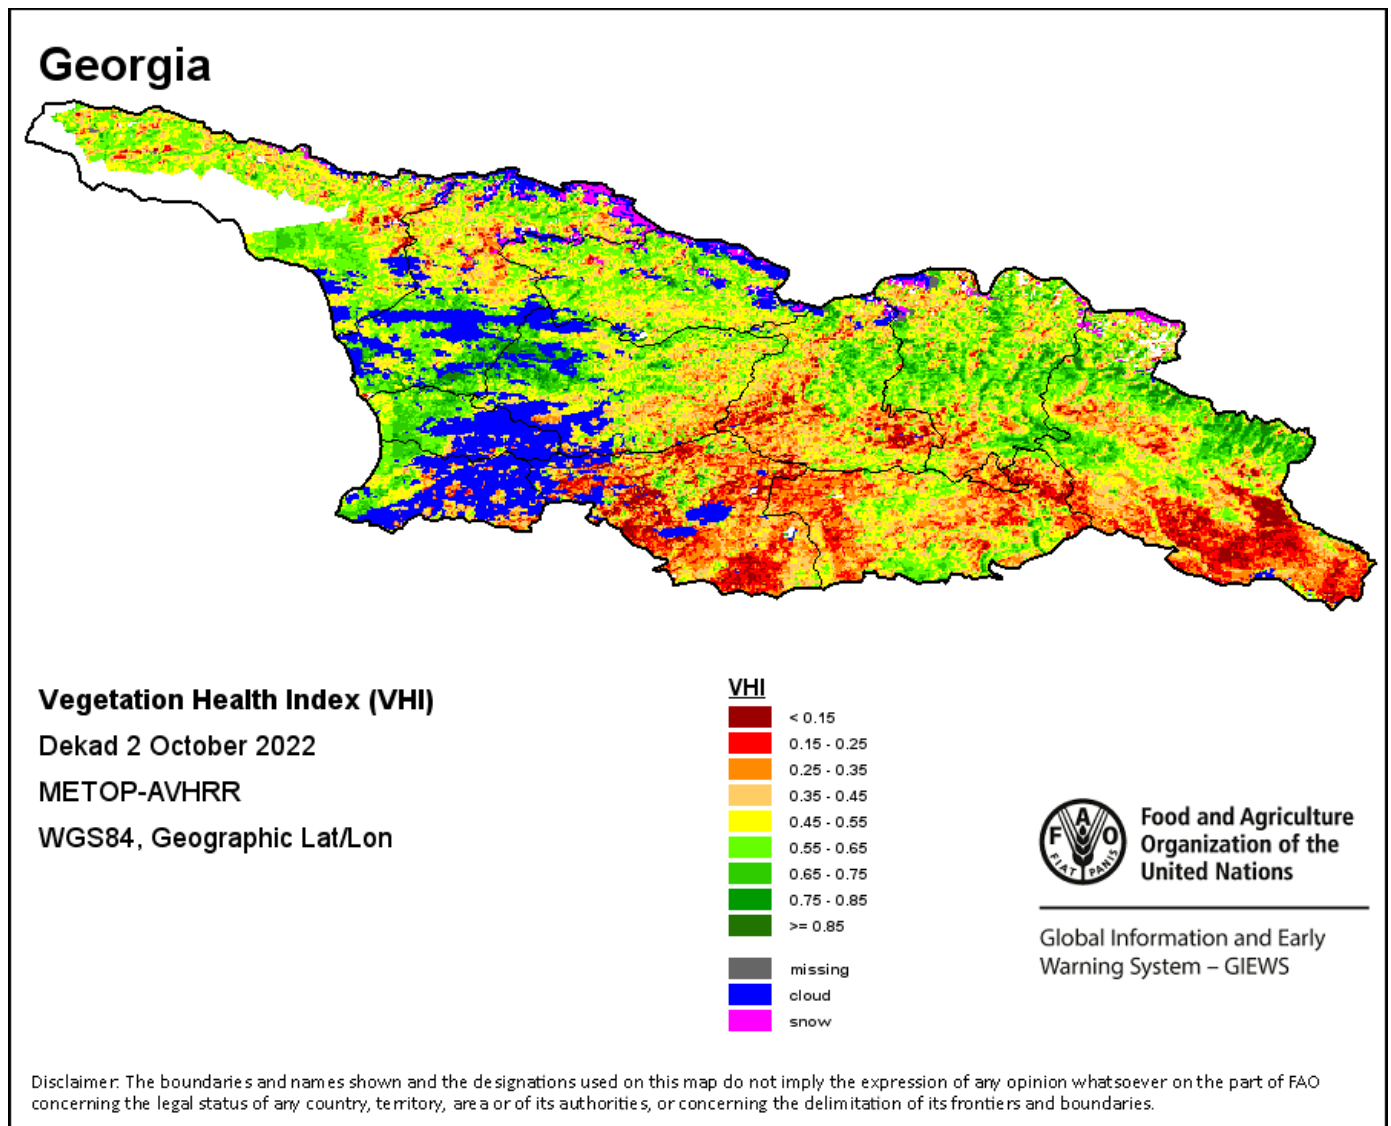 Georgia
Vegetation Health Index (VHI)
Dekad 2 October 2022
METOP-AVHRR
WGS84, Geographic Lat/Lon
VHI
< 0.15
0.15 - 0.25
0.25 - 0.35
0.35 - 0.45
0.45 - 0.55
0.55 - 0.65
0.65 - 0.75
0.75 - 0.85
>= 0.85
missing
cloud
snow
F A O
FIAT PANIS
Food and Agriculture
Organization of the
United Nations
Global Information and Early
Warning System – GIEWS
Disclaimer: The boundaries and names shown and the designations used on this map do not imply the expression of any opinion whatsoever on the part of FAO
concerning the legal status of any country, territory, area or of its authorities, or concerning the delimitation of its frontiers and boundaries.